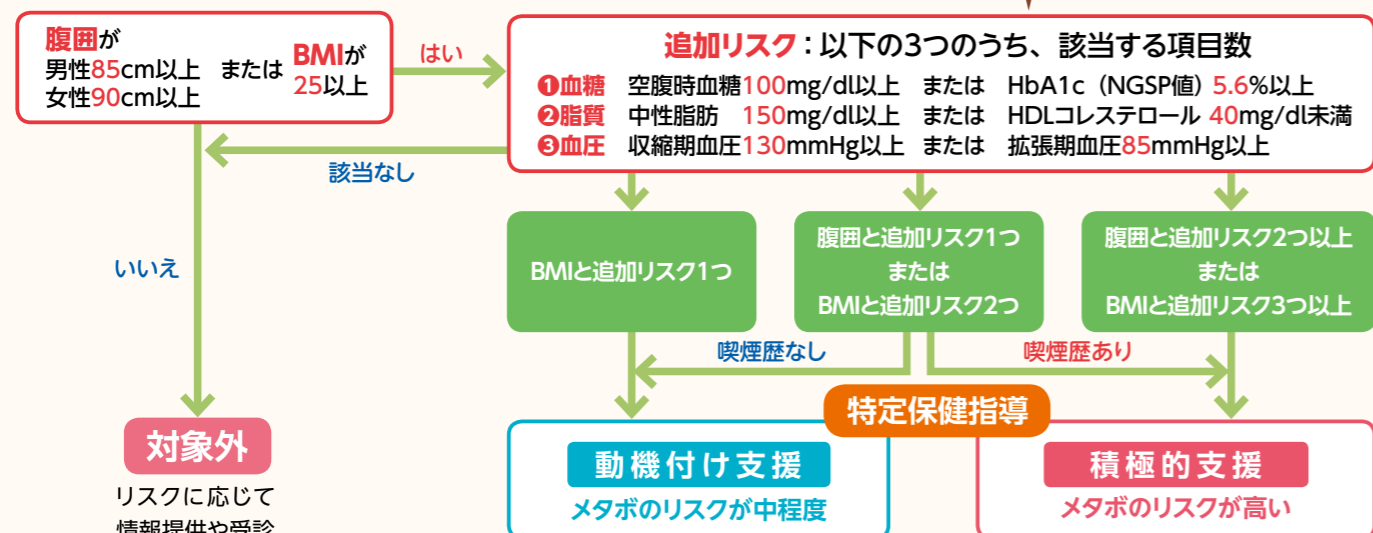 腹囲が
男性85cm以上 または BMIが
女性90cm以上 25以上
はい
追加リスク:以下の3つのうち、該当する項目数
❶血糖 空腹時血糖100mg/dl以上 または HbA1c(NGSP値)5.6%以上
❷脂質 中性脂肪 150mg/dl以上 または HDLコレステロール 40mg/dl未満
❸血圧 収縮期血圧130mmHg以上 または 拡張期血圧85mmHg以上
該当なし
いいえ
BMIと追加リスク1つ
腹囲と追加リスク1つ
または
BMIと追加リスク2つ
腹囲と追加リスク2つ以上
または
BMIと追加リスク3つ以上
喫煙歴なし
喫煙歴あり
特定保健指導
対象外
リスクに応じて
情報提供や受診
動機付け支援
メタボのリスクが中程度
積極的支援
メタボのリスクが高い